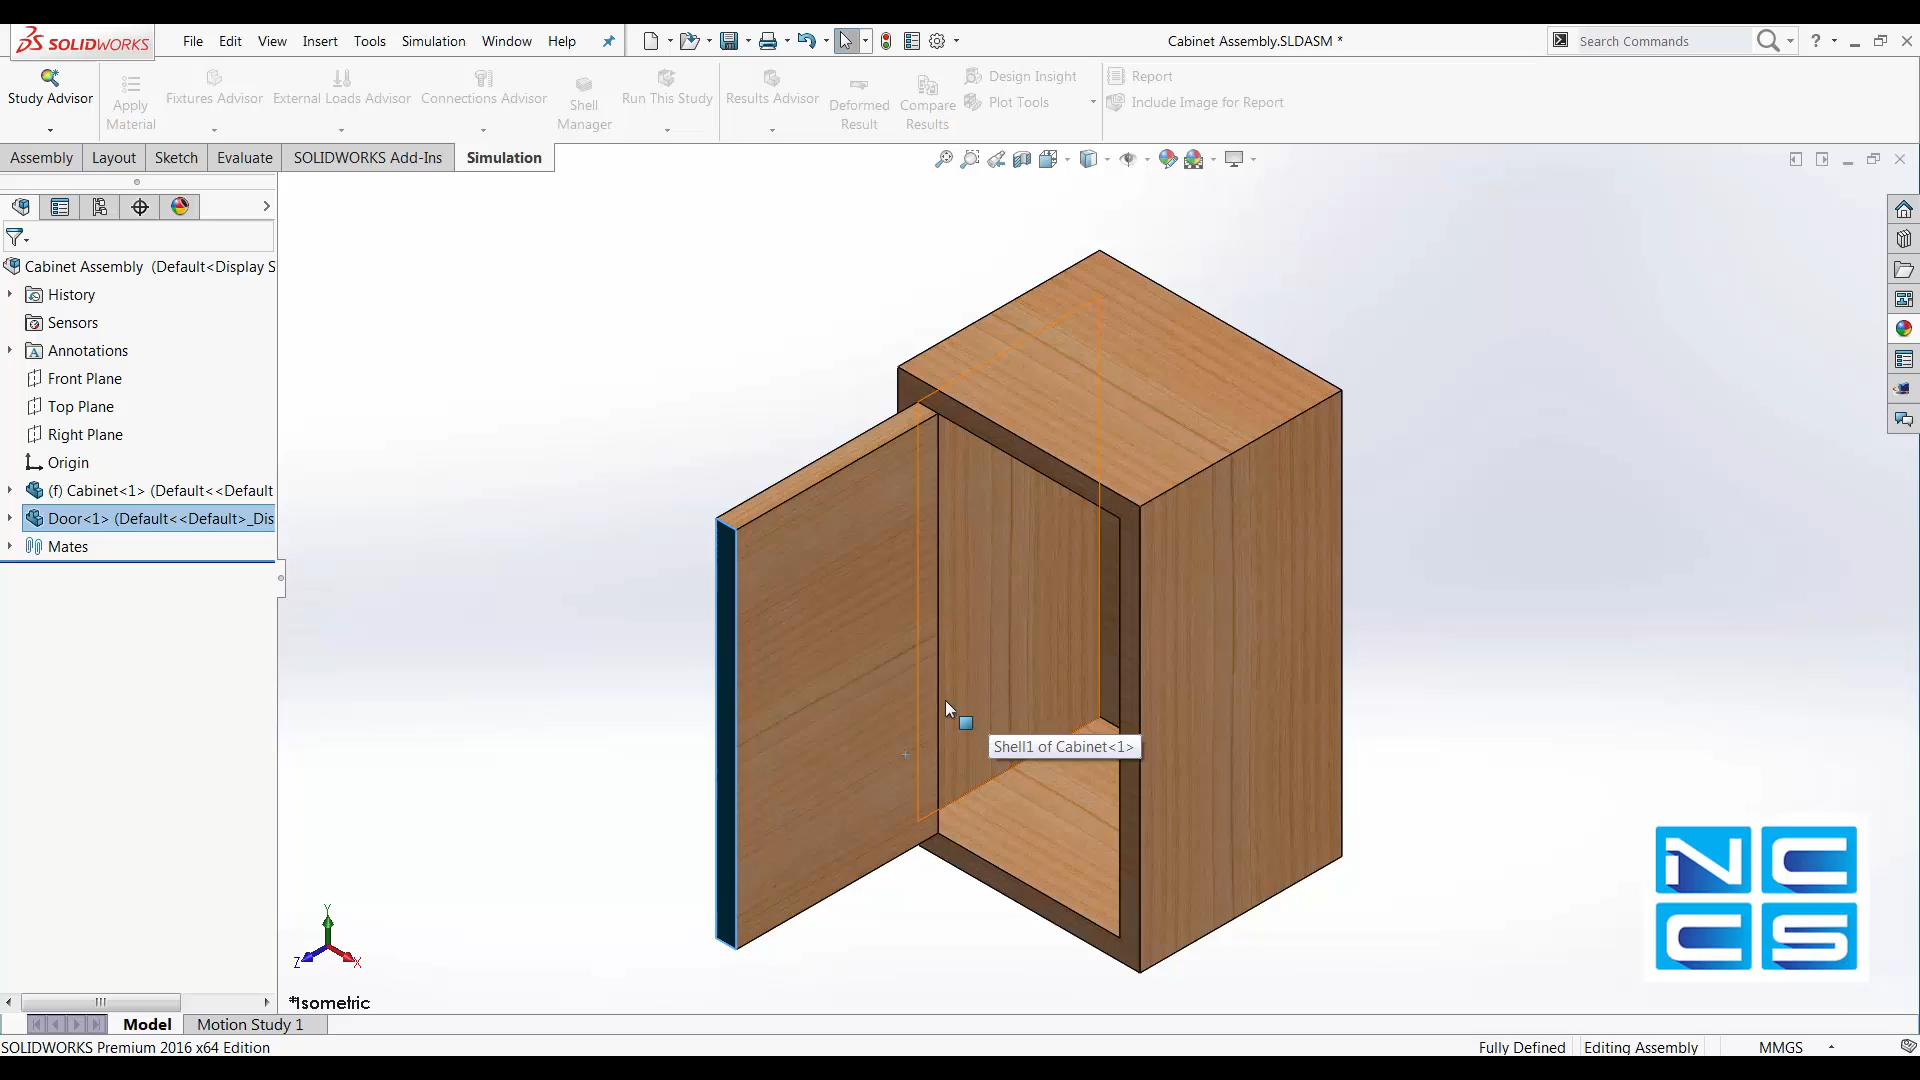 SOLIDWORKS
File Edit View Insert Tools Simulation Window Help
Cabinet Assembly.SLDASM *
Search Commands
?
Study Advisor
Apply
Material
Fixtures Advisor
External Loads Advisor
Connections Advisor
Shell
Manager
Run This Study
Results Advisor
Deformed
Result
Compare
Results
Design Insight
Plot Tools
Report
Include Image for Report
Assembly Layout Sketch Evaluate SOLIDWORKS Add-Ins Simulation
Cabinet Assembly (Default<Display S
History
Sensors
Annotations
Front Plane
Top Plane
Right Plane
Origin
(f) Cabinet<1> (Default<<Default
Door<1> (Default<<Default>_Dis
Mates
Shell1 of Cabinet<1>
NC
CS
Y
Z
X
*Isometric
Model Motion Study 1
SOLIDWORKS Premium 2016 x64 Edition
Fully Defined Editing Assembly MMGS